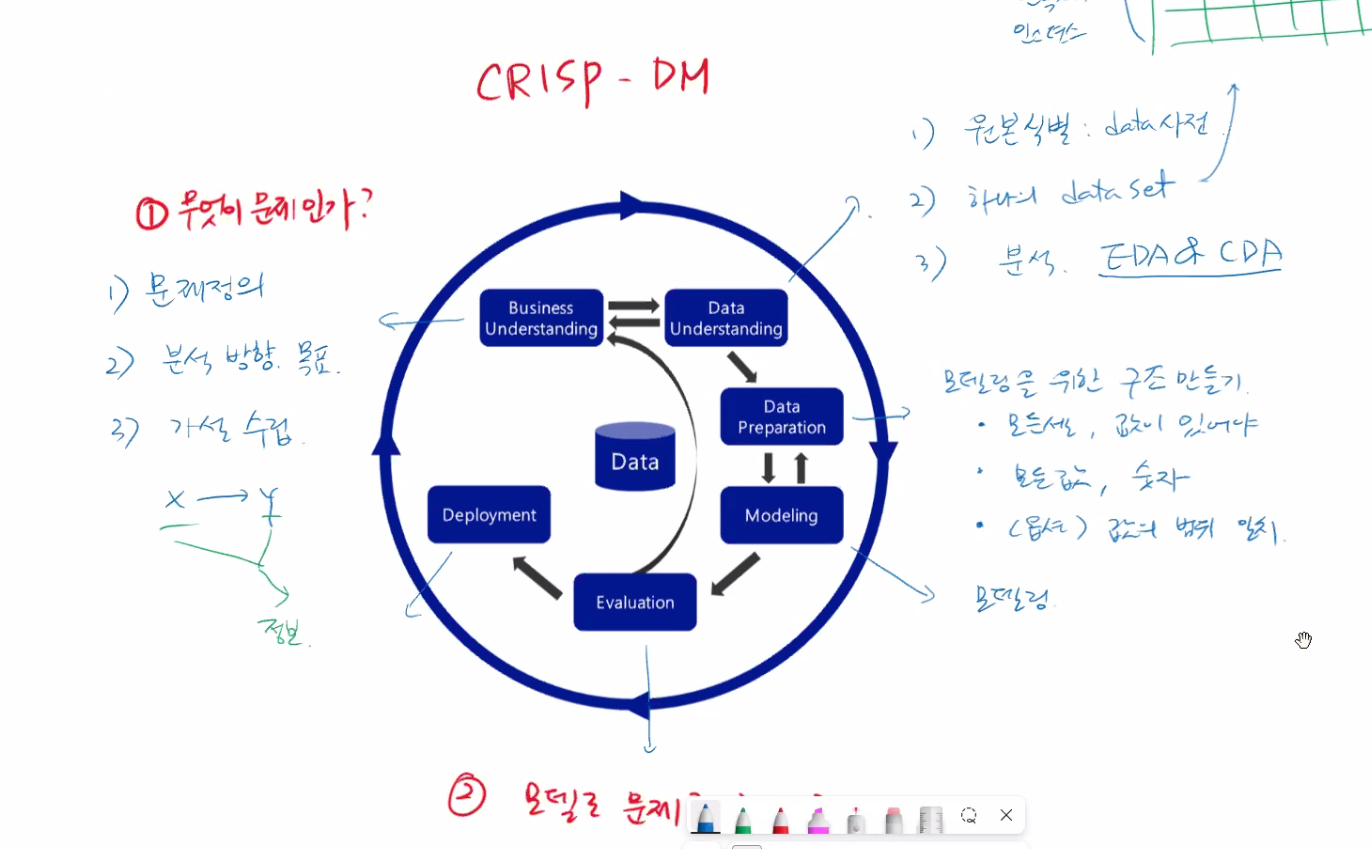 인스턴스
CRISP - DM
1) 원본식별 : data사전
2) 하나의 data set
3) 분석. EDA & CDA
① 무엇이 문제인가?
1) 문제정의
2) 분석 방향. 목표.
3) 가설 수립.
X → Y
정보.
Business
Understanding
Data
Understanding
Data
Preparation
Modeling
Evaluation
Deployment
Data
모델링을 위한 구조 만들기.
• 모든셀, 값이 있어야
• 모든값, 숫자
• (옵션) 값의 범위 일치.
모델링.
② 모델로 문제